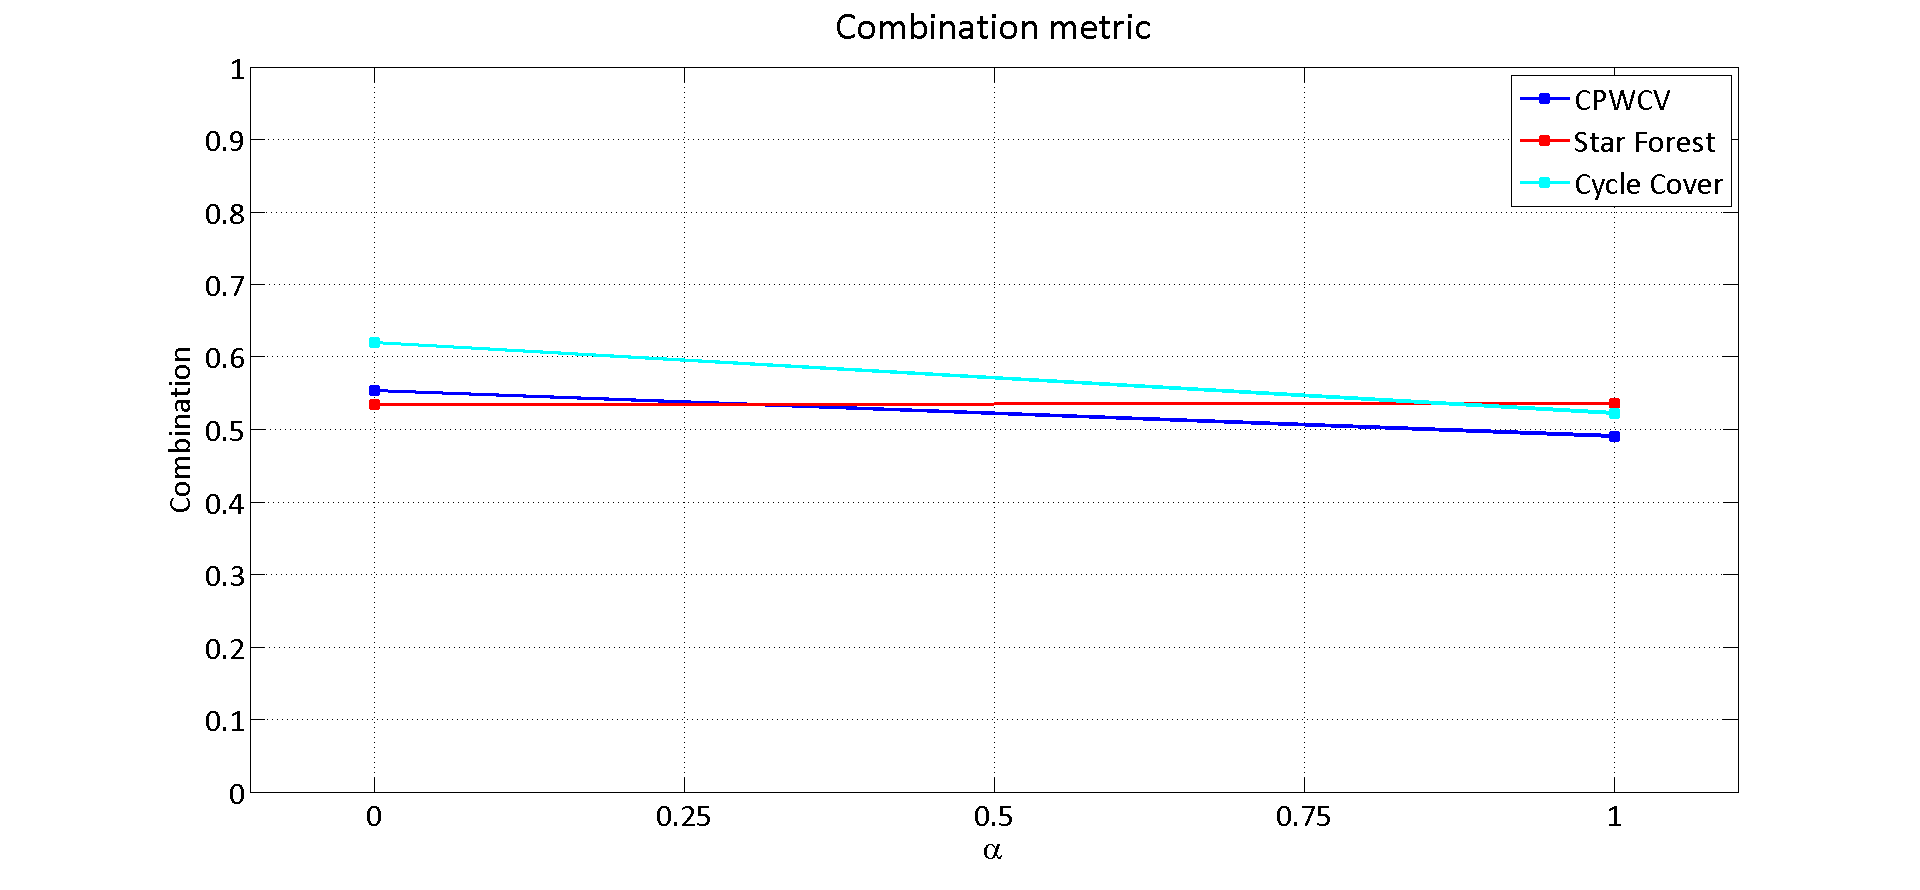 Combination metric
1
0.9
0.8
0.7
0.6
0.5
0.4
0.3
0.2
0.1
0
Combination
CPWCV
Star Forest
Cycle Cover
0 0.25 0.5 0.75 1
α